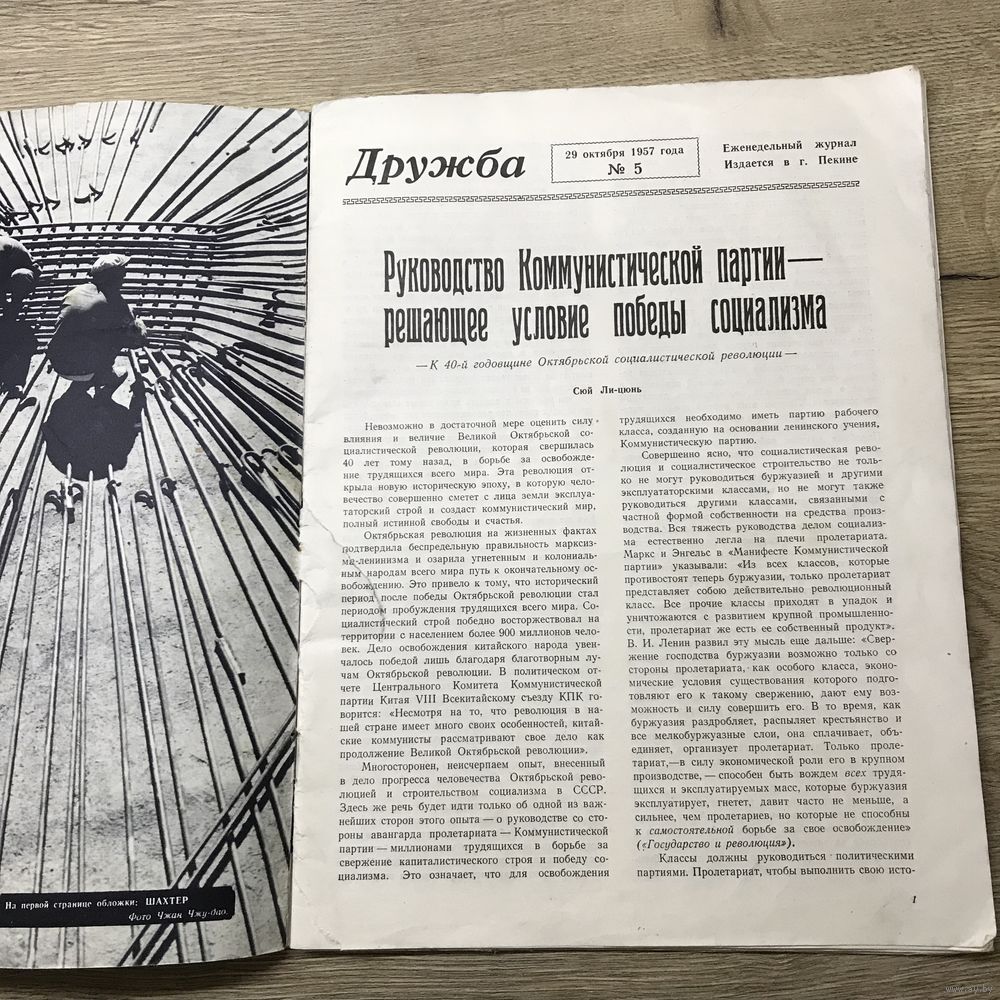 Дружба
29 октября 1957 года
№ 5
Еженедельный журнал
Издается в г. Пекине
Руководство Коммунистической партии—
решающее условие победы социализма
— К 40-й годовщине Октябрьской социалистической революции —
Сюй Ли-цюнь
Невозможно в достаточной мере оценить силу
влияния и величие Великой Октябрьской со-
циалистической революции, которая свершилась
40 лет тому назад, в борьбе за освобожде-
ние трудящихся всего мира. Эта революция от-
крыла новую историческую эпоху, в которую чело-
вечество совершенно сметет с лица земли эксплуа-
таторский строй и создаст коммунистический мир,
полный истинной свободы и счастья.
Октябрьская революция на жизненных фактах
подтвердила беспредельную правильность марксиз-
ма-ленинизма и озарила угнетенным и колониаль-
ным народам всего мира путь к окончательному ос-
вобождению. Это привело к тому, что исторический
период после победы Октябрьской революции стал
периодом пробуждения трудящихся всего мира. Со-
циалистический строй победно восторжествовал на
территории с населением более 900 миллионов чело-
век. Дело освобождения китайского народа увен-
чалось победой лишь благодаря благотворным лу-
чам Октябрьской революции. В политическом от-
чете Центрального Комитета Коммунистической
партии Китая VIII Всекитайскому съезду КПК го-
ворится: «Несмотря на то, что революция в на-
шей стране имеет много своих особенностей, китай-
ские коммунисты рассматривают свое дело как
продолжение Великой Октябрьской революции».
Многосторонен, неисчерпаем опыт, внесенный
в дело прогресса человечества Октябрьской рево-
люцией и строительством социализма в СССР.
Здесь же речь будет идти только об одной из важ-
нейших сторон этого опыта — о руководстве со сто-
роны авангарда пролетариата — Коммунистической
партии — миллионами трудящихся в борьбе за
свержение капиталистического строя и победу со-
циализма. Это означает, что для освобождения
трудящихся необходимо иметь партию рабочего
класса, созданную на основании ленинского учения,
Коммунистическую партию.
Совершенно ясно, что социалистическая рево-
люция и социалистическое строительство не толь-
ко не могут руководиться буржуазией и другими
эксплуататорскими классами, но не могут также
руководиться другими классами, связанными с
частной формой собственности на средства произ-
водства. Вся тяжесть руководства делом социализ-
ма естественно легла на плечи пролетариата.
Маркс и Энгельс в «Манифесте Коммунистической
партии» указывали: «Из всех классов, которые
противостоят теперь буржуазии, только пролетариат
представляет собою действительно революционный
класс. Все прочие классы приходят в упадок и
уничтожаются с развитием крупной промышленно-
сти, пролетариат же есть ее собственный продукт».
В. И. Ленин развил эту мысль еще дальше: «Свер-
жение господства буржуазии возможно только со
стороны пролетариата, как особого класса, эконо-
мические условия существования которого подго-
товляют его к такому свержению, дают ему воз-
можность и силу совершить его. В то время, как
буржуазия раздробляет, распыляет крестьянство и
все мелкобуржуазные слои, она сплачивает, объ-
единяет, организует пролетариат. Только проле-
тариат,—в силу экономической роли его в крупном
производстве, — способен быть вождем всех трудя-
щихся и эксплуатируемых масс, которые буржуазия
эксплуатирует, гнетет, давит часто не меньше, а
сильнее, чем пролетариев, но которые не способны
к самостоятельной борьбе за свое освобождение»
(«Государство и революция»).
Классы должны руководиться политическими
партиями. Пролетариат, чтобы выполнить свою исто-
1
На первой странице обложки: ШАХТЕР
Фото Чжан Чжу-дао.
www.ay.by